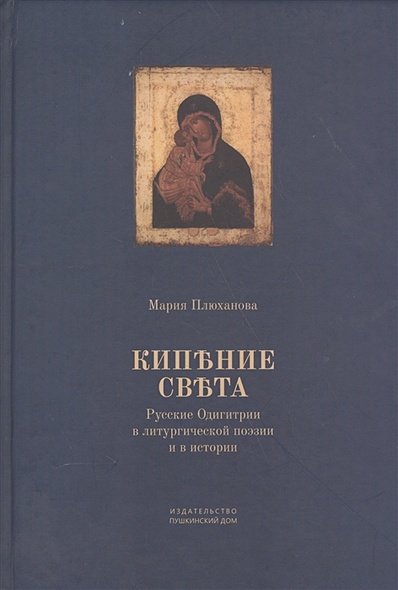 Мария Плюханова
КИПѢНИЕ
СВѢТА
Русские Одигитрии
в литургической поэзии
и в истории
ИЗДАТЕЛЬСТВО
ПУШКИНСКИЙ ДОМ